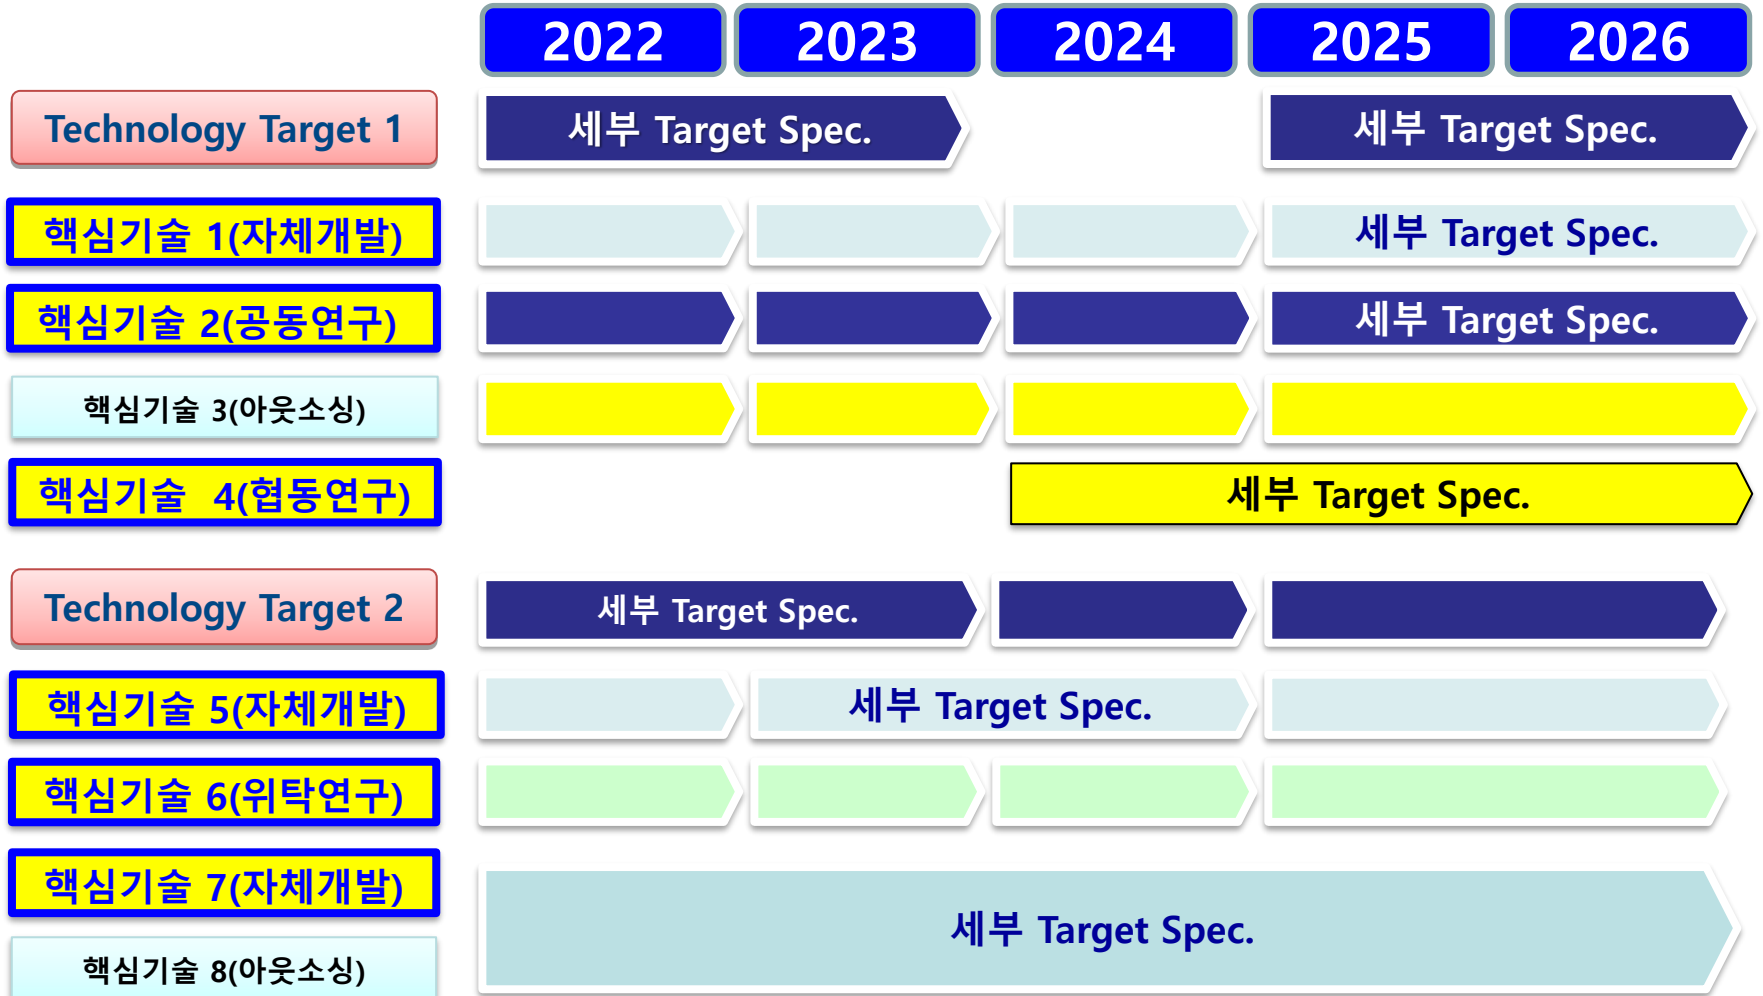 2022 2023 2024 2025 2026
Technology Target 1 세부 Target Spec. 세부 Target Spec.
핵심기술 1(자체개발) 세부 Target Spec.
핵심기술 2(공동연구) 세부 Target Spec.
핵심기술 3(아웃소싱)
핵심기술 4(협동연구) 세부 Target Spec.
Technology Target 2 세부 Target Spec.
핵심기술 5(자체개발) 세부 Target Spec.
핵심기술 6(위탁연구)
핵심기술 7(자체개발)
세부 Target Spec.
핵심기술 8(아웃소싱)